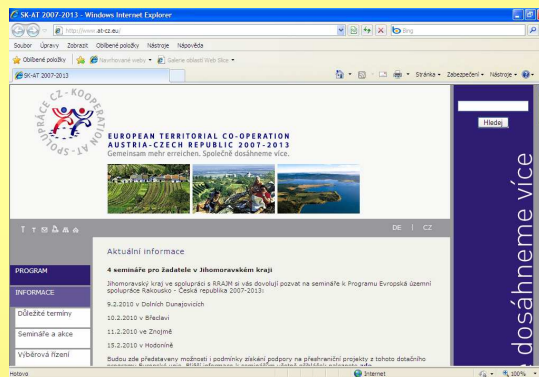 SK-AT 2007-2013 - Windows Internet Explorer
http://www.at-cz.eu/
Bing
Soubor Úpravy Zobrazit Oblíbené položky Nástroje Nápověda
Oblíbené položky Navrhované weby Galerie oblastí Web Slice
SK-AT 2007-2013
Stránka Zabezpečení Nástroje
SPOLUPRÁCE CZ-KOOPERATION AT-
EUROPEAN TERRITORIAL CO-OPERATION
AUSTRIA-CZECH REPUBLIC 2007-2013
Gemeinsam mehr erreichen. Společně dosáhneme více.
Hledej
DE | CZ
dosáhneme více
Aktuální informace
PROGRAM
4 semináře pro žadatele v Jihomoravském kraji
Jihomoravský kraj ve spolupráci s RRAJM si vás dovolují pozvat na semináře k Programu Evropská územní
spolupráce Rakousko - Česká republika 2007-2013:
INFORMACE
9.2.2010 v Dolních Dunajovicích
Důležité termíny
10.2.2010 v Břeclavi
11.2.2010 ve Znojmě
Semináře a akce
15.2.2010 v Hodoníně
Výběrová řízení
Budou zde představeny možnosti i podmínky získání podpory na přeshraniční projekty z tohoto dotačního
Hotovo
Internet
100%